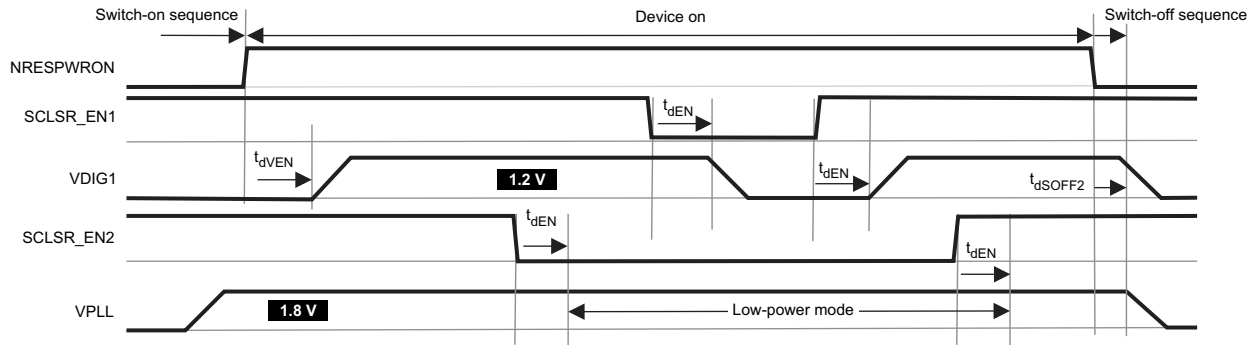 Switch-on sequence
Device on
Switch-off sequence
NRESPWRON
SCLSR_EN1
tdEN
tdVEN
VDIG1
1.2 V
tdEN
tdSOFF2
SCLSR_EN2
tdEN
tdEN
VPLL
1.8 V
Low-power mode